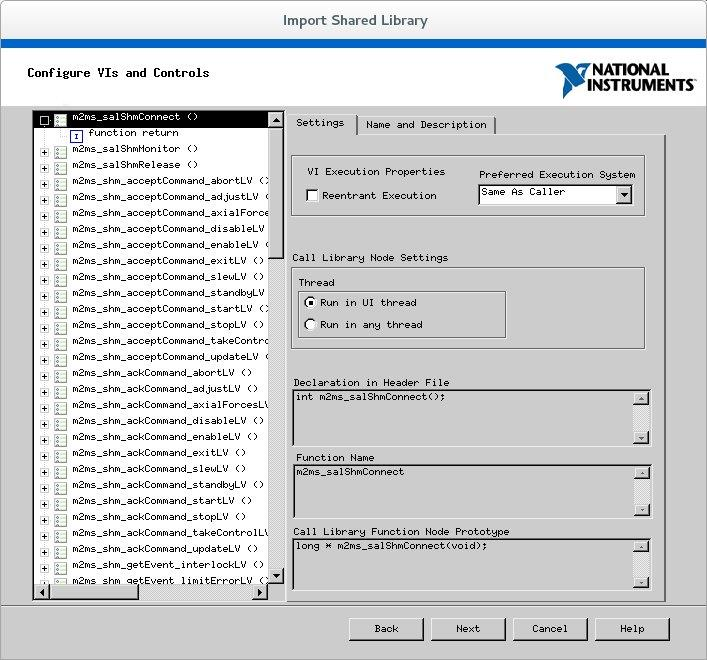 Import Shared Library
Configure VIs and Controls
NATIONAL
INSTRUMENTS
m2ms_salShmConnect ()
function return
m2ms_salShmMonitor ()
m2ms_salShmRelease ()
m2ms_shm_acceptCommand_abortLV ()
m2ms_shm_acceptCommand_adjustLV (
m2ms_shm_acceptCommand_axialForce
m2ms_shm_acceptCommand_disableLV
m2ms_shm_acceptCommand_enableLV (
m2ms_shm_acceptCommand_exitLV ()
m2ms_shm_acceptCommand_slewLV ()
m2ms_shm_acceptCommand_standbyLV
m2ms_shm_acceptCommand_startLV ()
m2ms_shm_acceptCommand_stopLV ()
m2ms_shm_acceptCommand_takeContro
m2ms_shm_acceptCommand_updateLV (
m2ms_shm_ackCommand_abortLV ()
m2ms_shm_ackCommand_adjustLV ()
m2ms_shm_ackCommand_axialForcesLV
m2ms_shm_ackCommand_disableLV ()
m2ms_shm_ackCommand_enableLV ()
m2ms_shm_ackCommand_exitLV ()
m2ms_shm_ackCommand_slewLV ()
m2ms_shm_ackCommand_standbyLV ()
m2ms_shm_ackCommand_startLV ()
m2ms_shm_ackCommand_stopLV ()
m2ms_shm_ackCommand_takeControlLV
m2ms_shm_ackCommand_updateLV ()
m2ms_shm_getEvent_interlockLV ()
m2ms_shm_getEvent_limitErrorLV ()
Settings
Name and Description
VI Execution Properties
Reentrant Execution
Preferred Execution System
Same As Caller
Call Library Node Settings
Thread
Run in UI thread
Run in any thread
Declaration in Header File
int m2ms_salShmConnect();
Function Name
m2ms_salShmConnect
Call Library Function Node Prototype
long * m2ms_salShmConnect(void);
Back
Next
Cancel
Help